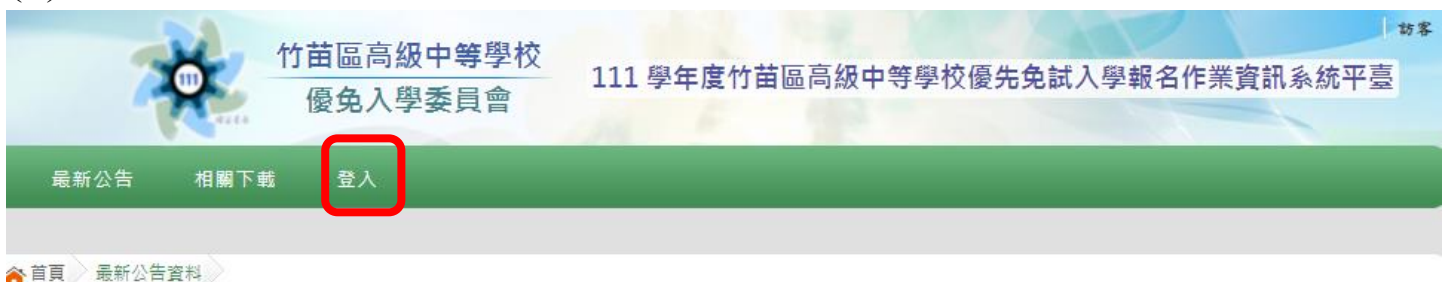 訪客
竹苗區高級中等學校
優免入學委員會
111
111 學年度竹苗區高級中等學校優先免試入學報名作業資訊系統平臺
最新公告 相關下載 登入
首頁 最新公告資料